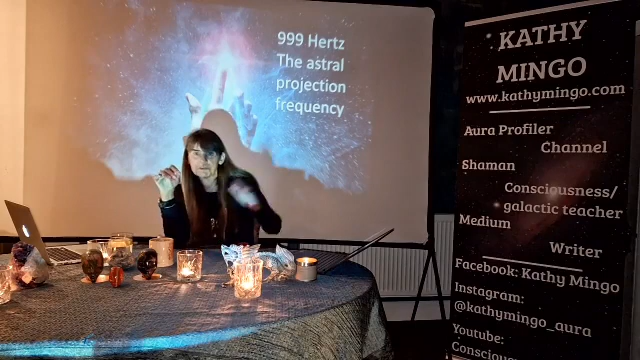 999 Hertz
The astral
projection
frequency
KATHY
MINGO
www.kathymingo.com
Aura Profiler
Channel
Shaman
Consciousness/
galactic teacher
Medium
Writer
Facebook: Kathy Mingo
Instagram:
@kathymingo_aura
Youtube: